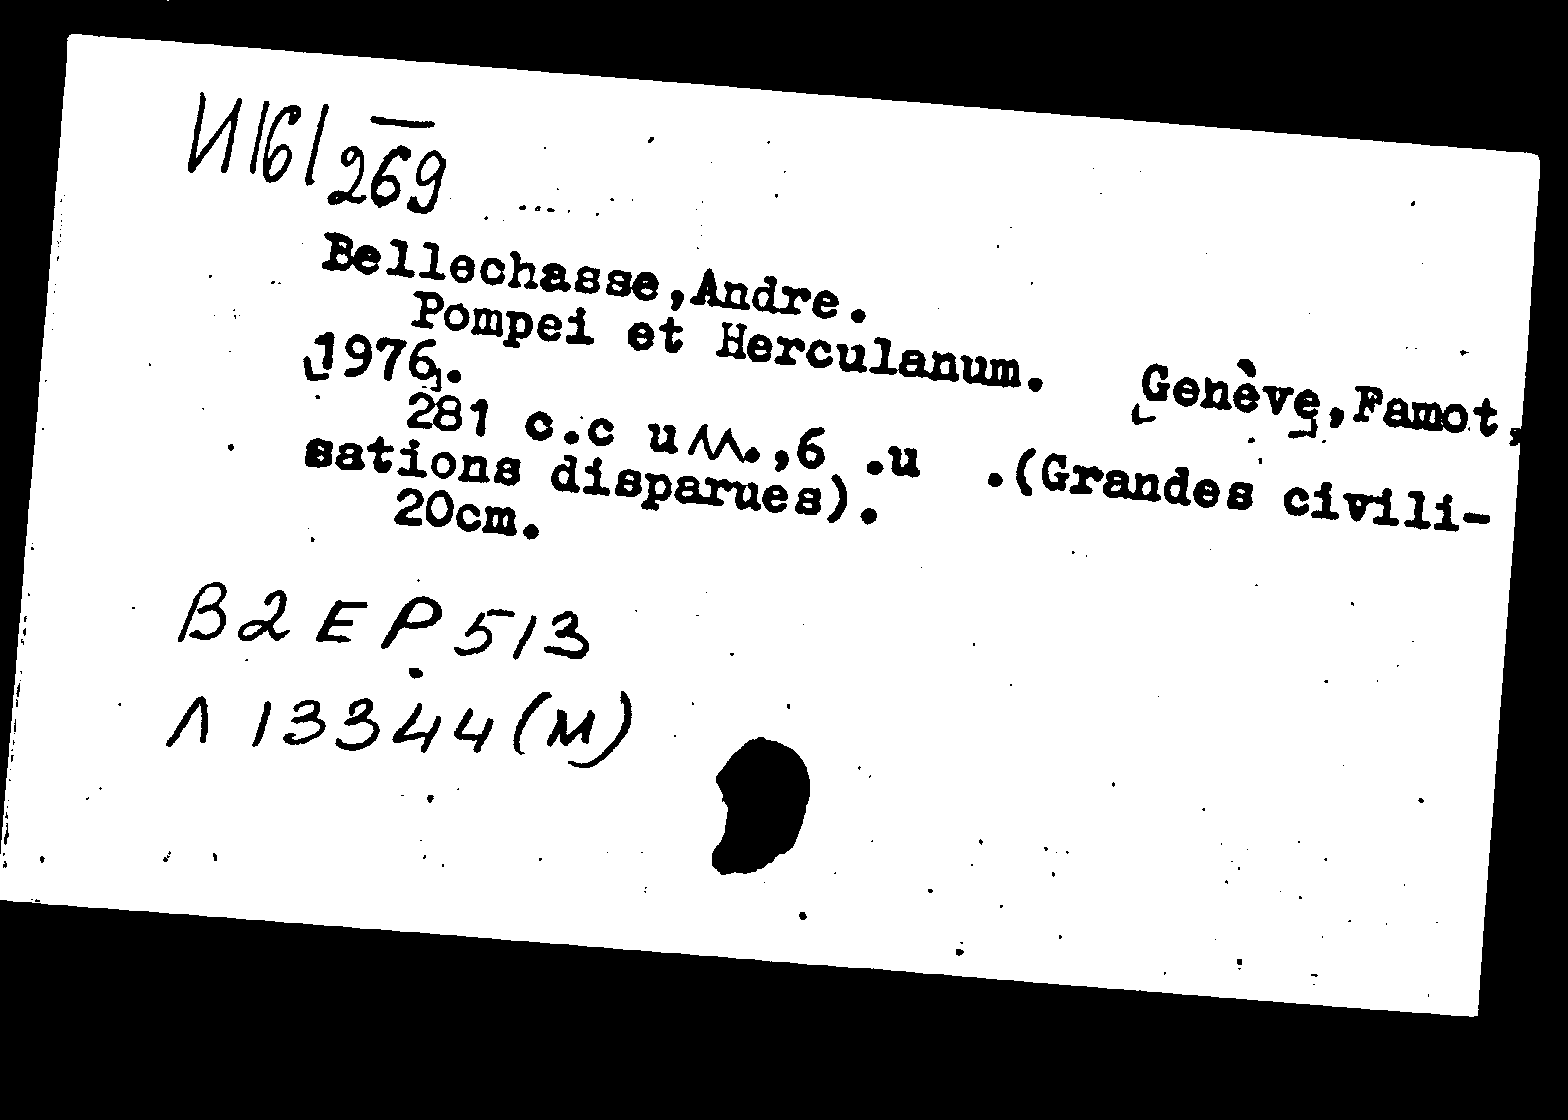 И161/269
Bellechasse,Andre.
Pompei et Herculanum. [Genève],Famot,
[1976].
281 c.c ил.,6 .и .(Grandes civili-
sations disparues).
20cm.
В2ЕР513
Л 13344(М)